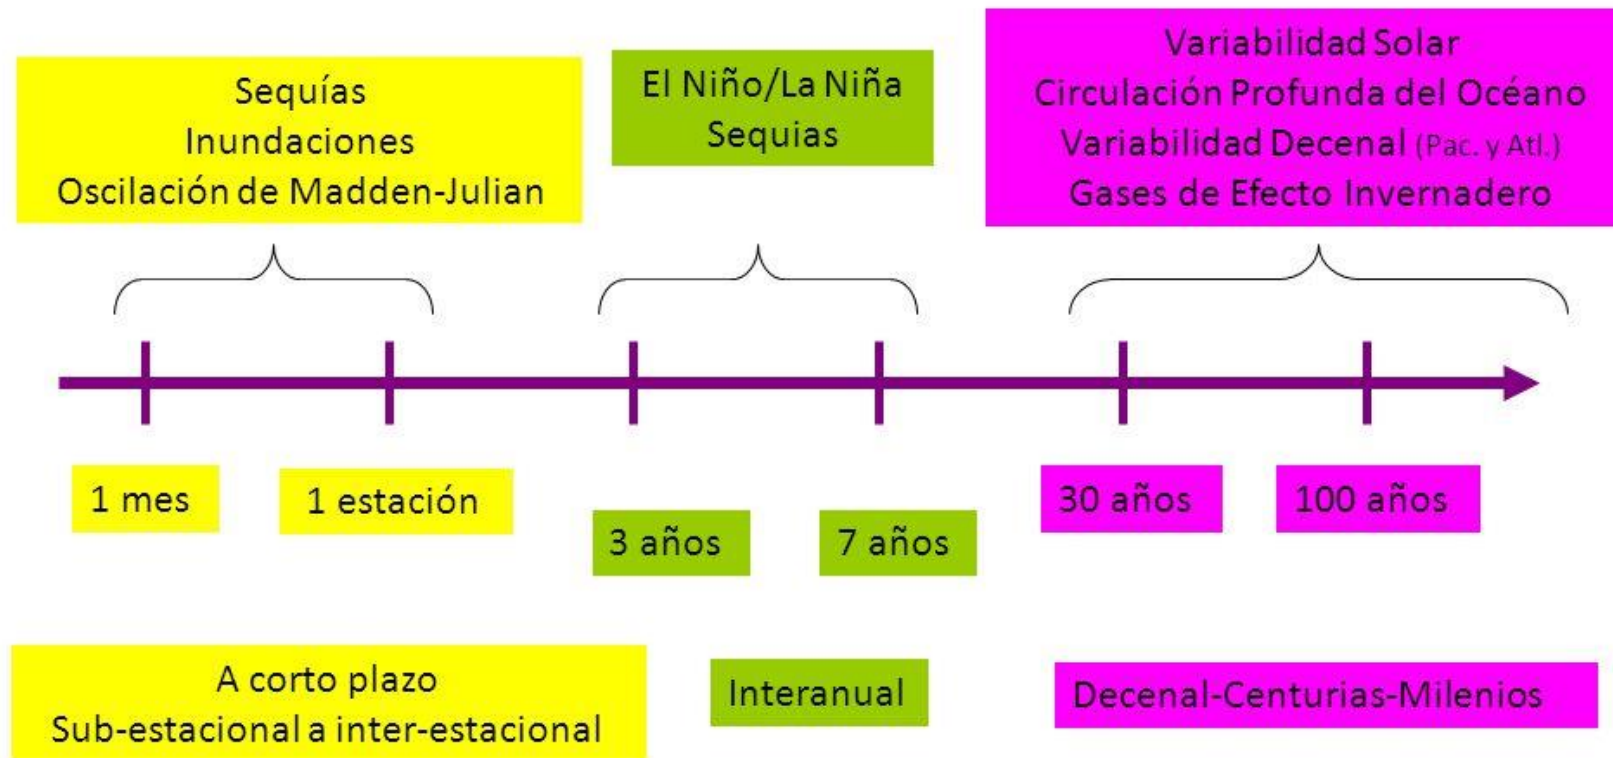 Sequías
Inundaciones
Oscilación de Madden-Julian
El Niño/La Niña
Sequias
Variabilidad Solar
Circulación Profunda del Océano
Variabilidad Decenal (Pac. y Atl.)
Gases de Efecto Invernadero
1 mes
1 estación
3 años
7 años
30 años
100 años
A corto plazo
Sub-estacional a inter-estacional
Interanual
Decenal-Centurias-Milenios